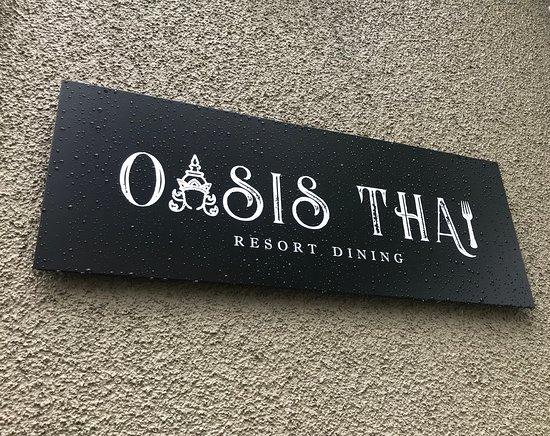 OASIS THAI
RESORT DINING